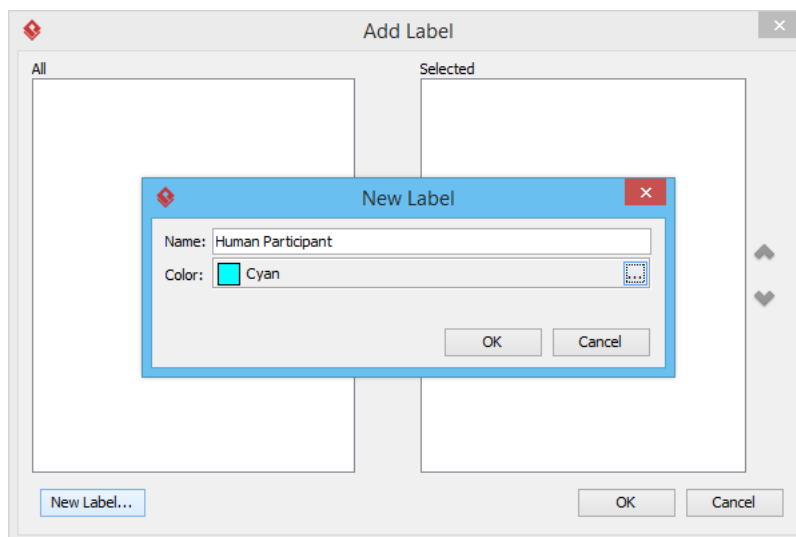 Add Label
All
Selected
New Label
Name: Human Participant
Color: Cyan ...
OK Cancel
New Label... OK Cancel